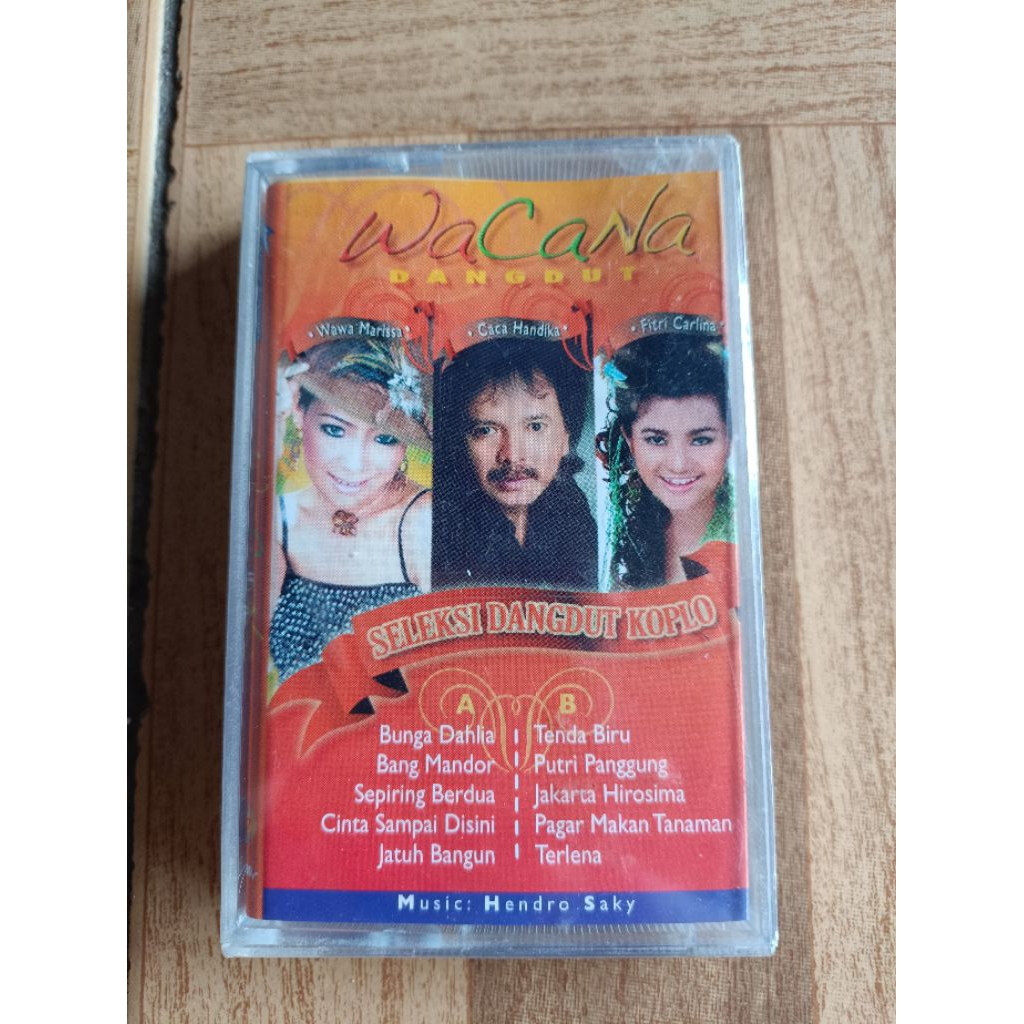 WaCaNa
DANGDUT
• Wawa Marissa •
• Caca Handika •
• Fitri Carlina •
SELEKSI DANGDUT KOPLO
A
Bunga Dahlia
Bang Mandor
Sepiring Berdua
Cinta Sampai Disini
Jatuh Bangun
B
Tenda Biru
Putri Panggung
Jakarta Hirosima
Pagar Makan Tanaman
Terlena
Music: Hendro Saky